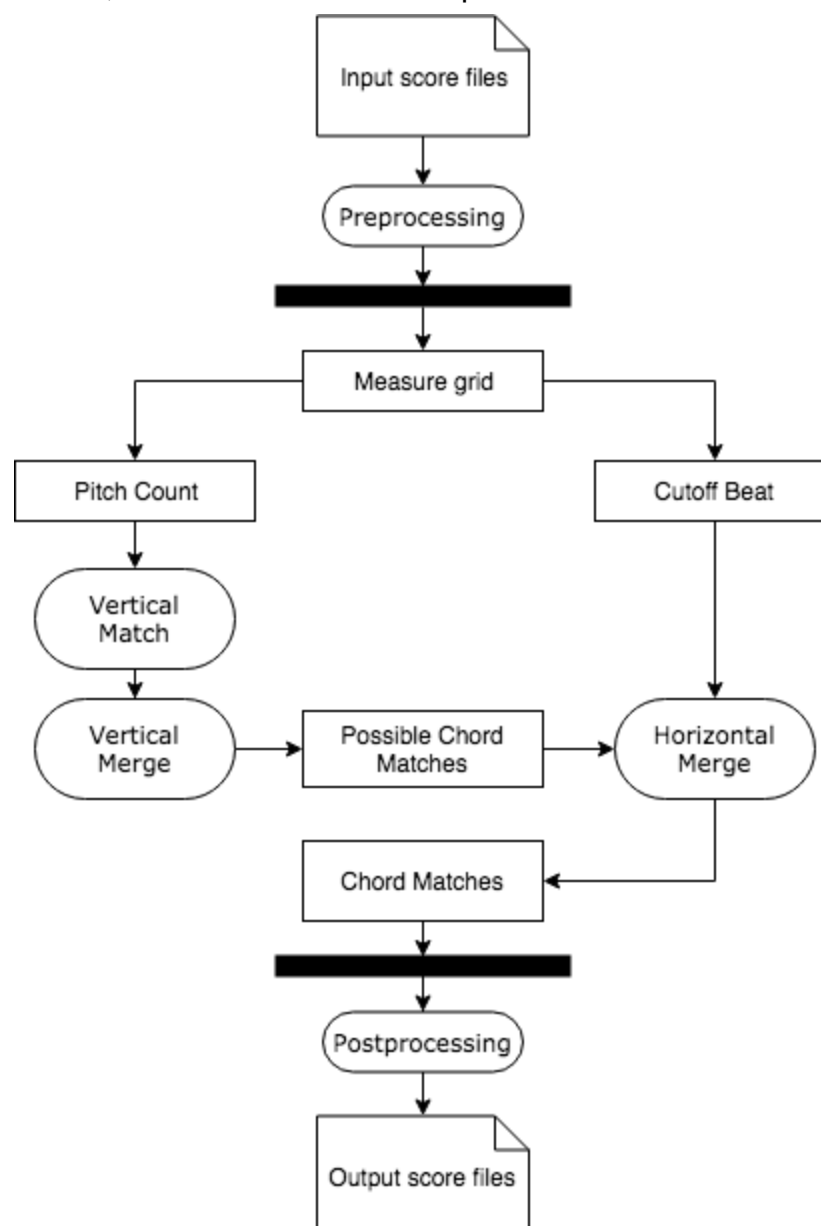 Input score files
Preprocessing
Measure grid
Pitch Count
Cutoff Beat
Vertical
Match
Vertical
Merge
Possible Chord
Matches
Horizontal
Merge
Chord Matches
Postprocessing
Output score files